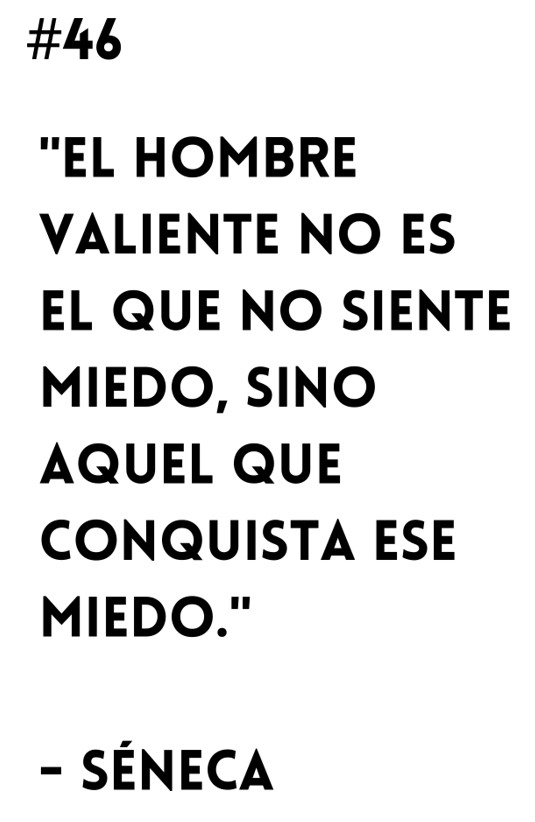 #46
"EL HOMBRE
VALIENTE NO ES
EL QUE NO SIENTE
MIEDO, SINO
AQUEL QUE
CONQUISTA ESE
MIEDO."
- SÉNECA